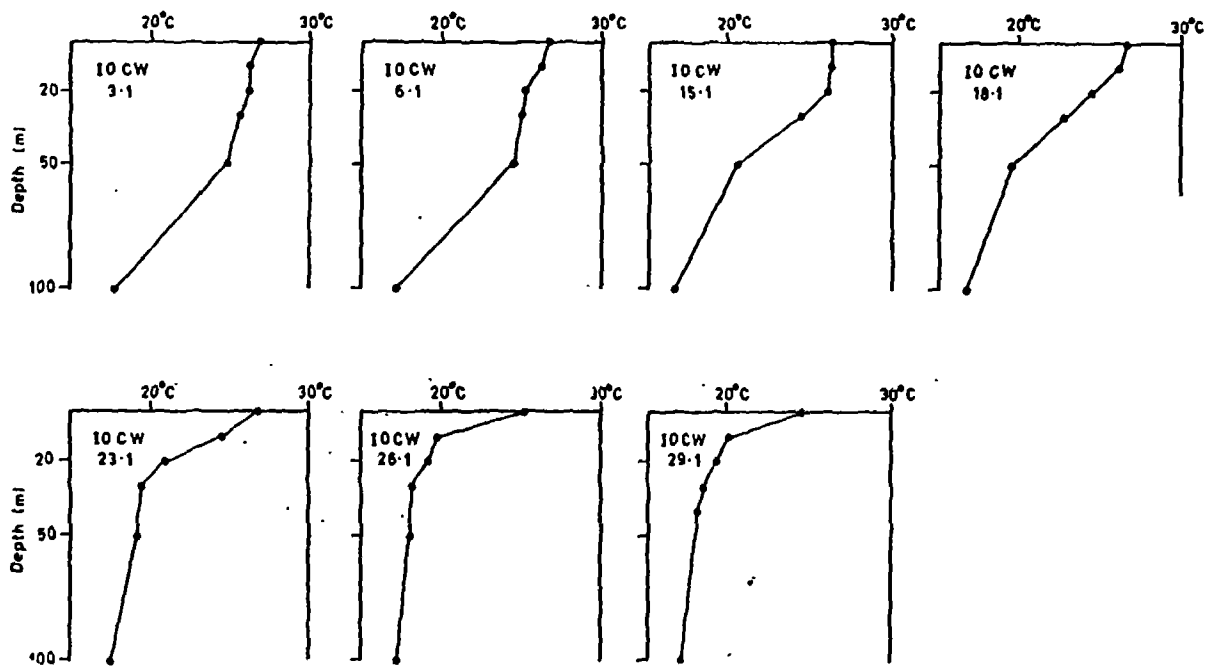 20°C 30°C 20°C 30°C 20°C 30°C 20°C 30°C
IO CW
3·1
IO CW
6·1
IO CW
15·1
IO CW
18·1
20
50
100
Depth (m)
20°C 30°C 20°C 30°C 20°C 30°C
IO CW
23·1
IO CW
26·1
IO CW
29·1
20
50
100
Depth (m)